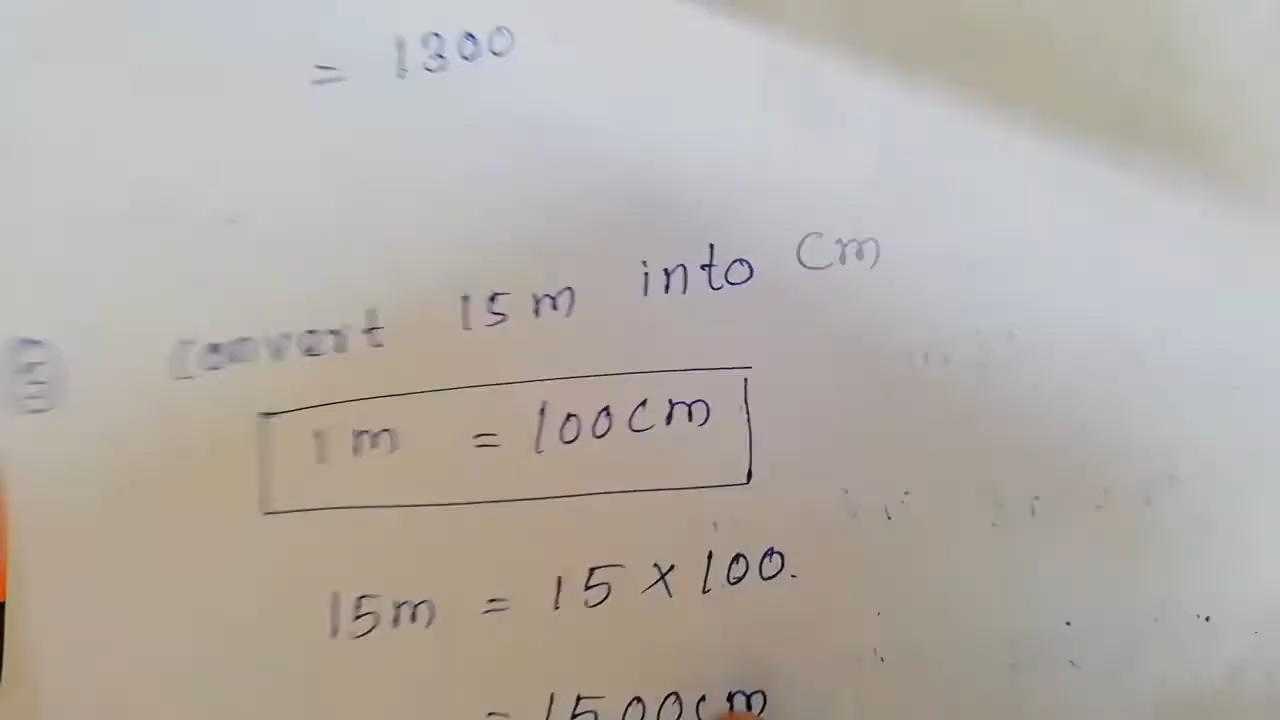 = 1300
Convert 15m into Cm
1m = 100cm
15m = 15 × 100.
= 1500cm